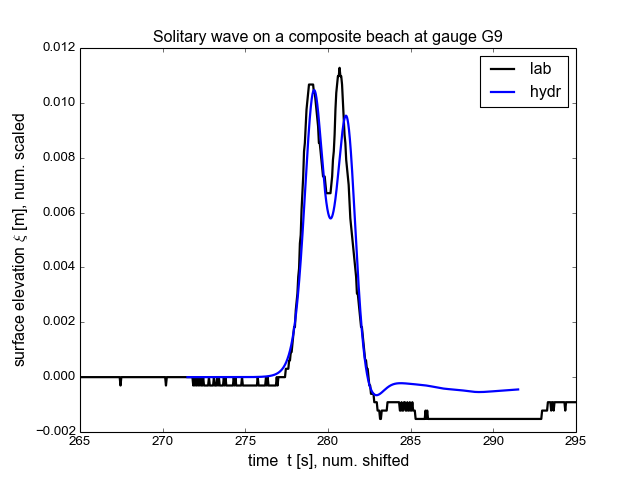 Solitary wave on a composite beach at gauge G9
0.012
0.010
0.008
0.006
0.004
0.002
0.000
−0.002
surface elevation ξ [m], num. scaled
lab
hydr
265 270 275 280 285 290 295
time t [s], num. shifted